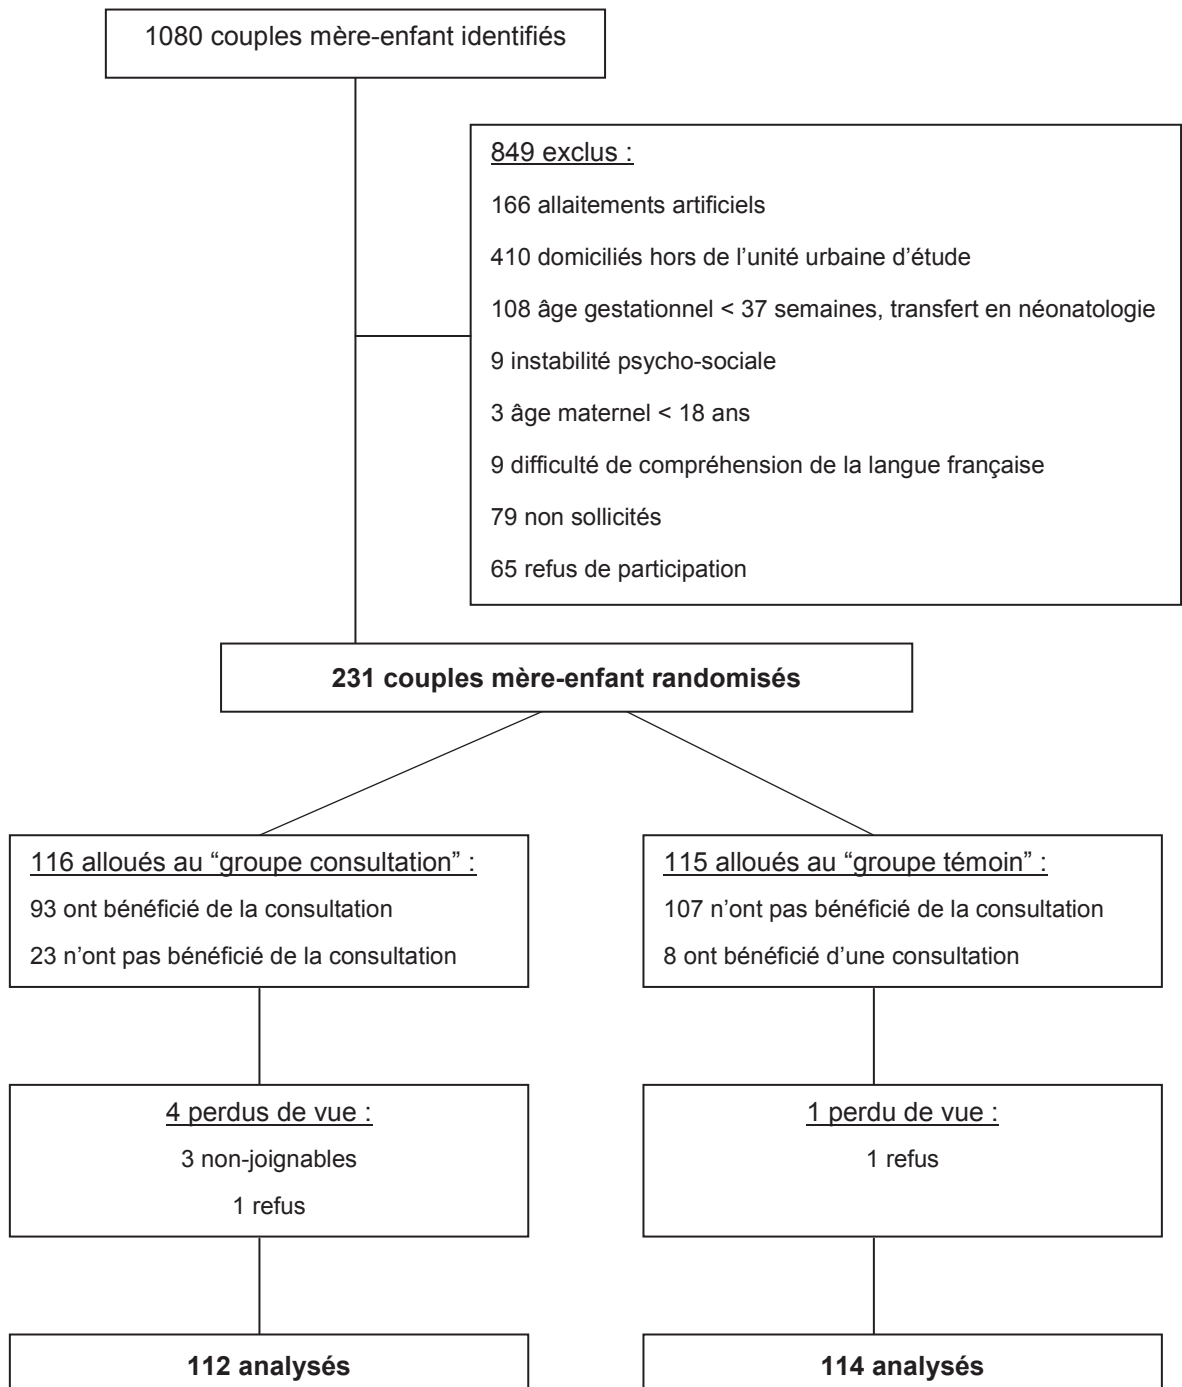 1080 couples mère-enfant identifiés
849 exclus :
166 allaitements artificiels
410 domiciliés hors de l’unité urbaine d’étude
108 âge gestationnel < 37 semaines, transfert en néonatologie
9 instabilité psycho-sociale
3 âge maternel < 18 ans
9 difficulté de compréhension de la langue française
79 non sollicités
65 refus de participation
231 couples mère-enfant randomisés
116 alloués au “groupe consultation” :
93 ont bénéficié de la consultation
23 n’ont pas bénéficié de la consultation
115 alloués au “groupe témoin” :
107 n’ont pas bénéficié de la consultation
8 ont bénéficié d’une consultation
4 perdus de vue :
3 non-joignables
1 refus
1 perdu de vue :
1 refus
112 analysés
114 analysés